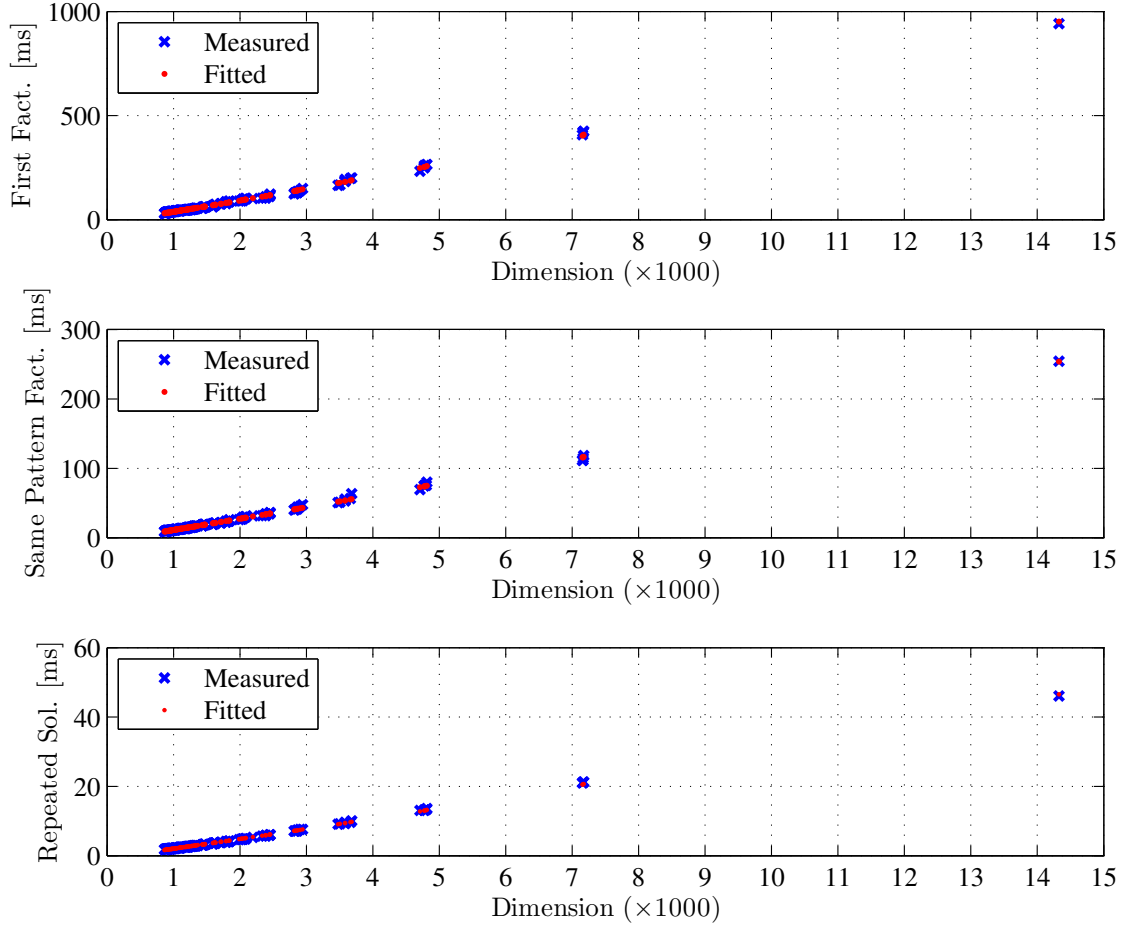 First Fact. [ms]
1000
500
0
Measured
Fitted
0 1 2 3 4 5 6 7 8 9 10 11 12 13 14 15
Dimension (×1000)
Same Pattern Fact. [ms]
300
200
100
0
Measured
Fitted
0 1 2 3 4 5 6 7 8 9 10 11 12 13 14 15
Dimension (×1000)
Repeated Sol. [ms]
60
40
20
0
Measured
Fitted
0 1 2 3 4 5 6 7 8 9 10 11 12 13 14 15
Dimension (×1000)